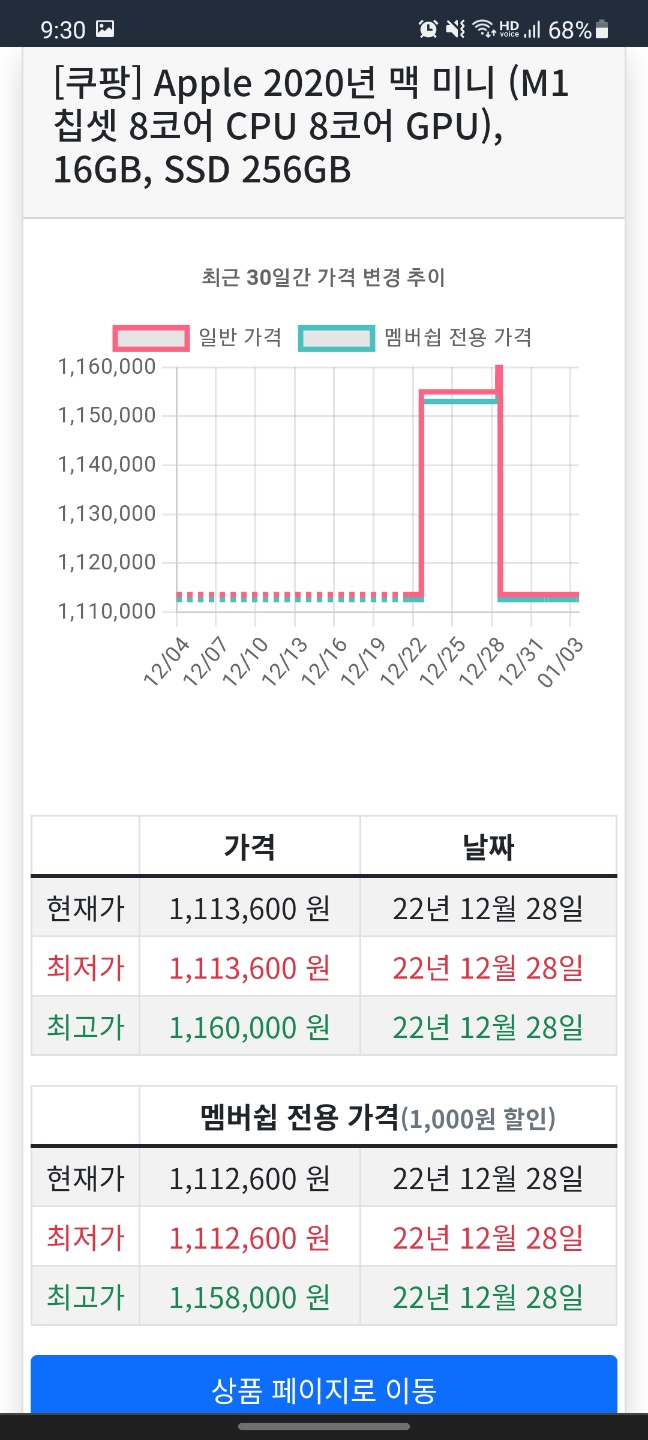 9:30 HD voice 68%
[쿠팡] Apple 2020년 맥 미니 (M1
칩셋 8코어 CPU 8코어 GPU),
16GB, SSD 256GB
최근 30일간 가격 변경 추이
일반 가격 멤버쉽 전용 가격
1,160,000
1,150,000
1,140,000
1,130,000
1,120,000
1,110,000
12/04 12/07 12/10 12/13 12/16 12/19 12/22 12/25 12/28 12/31 01/03
가격 날짜
현재가 1,113,600 원 22년 12월 28일
최저가 1,113,600 원 22년 12월 28일
최고가 1,160,000 원 22년 12월 28일
멤버쉽 전용 가격(1,000원 할인)
현재가 1,112,600 원 22년 12월 28일
최저가 1,112,600 원 22년 12월 28일
최고가 1,158,000 원 22년 12월 28일
상품 페이지로 이동